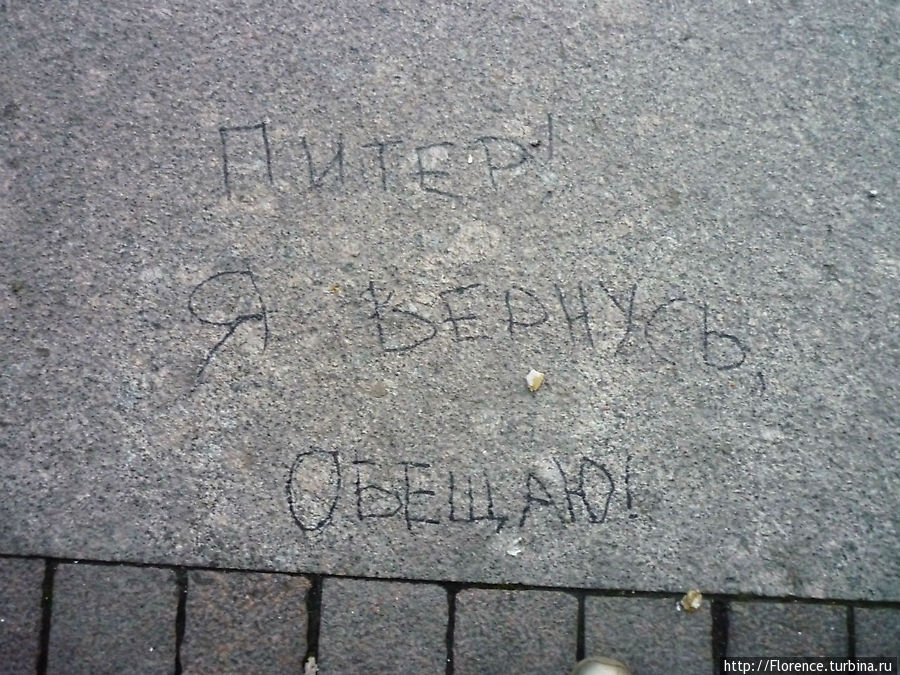 Питер!
Я вернусь,
Обещаю!
http://Florence.turbina.ru